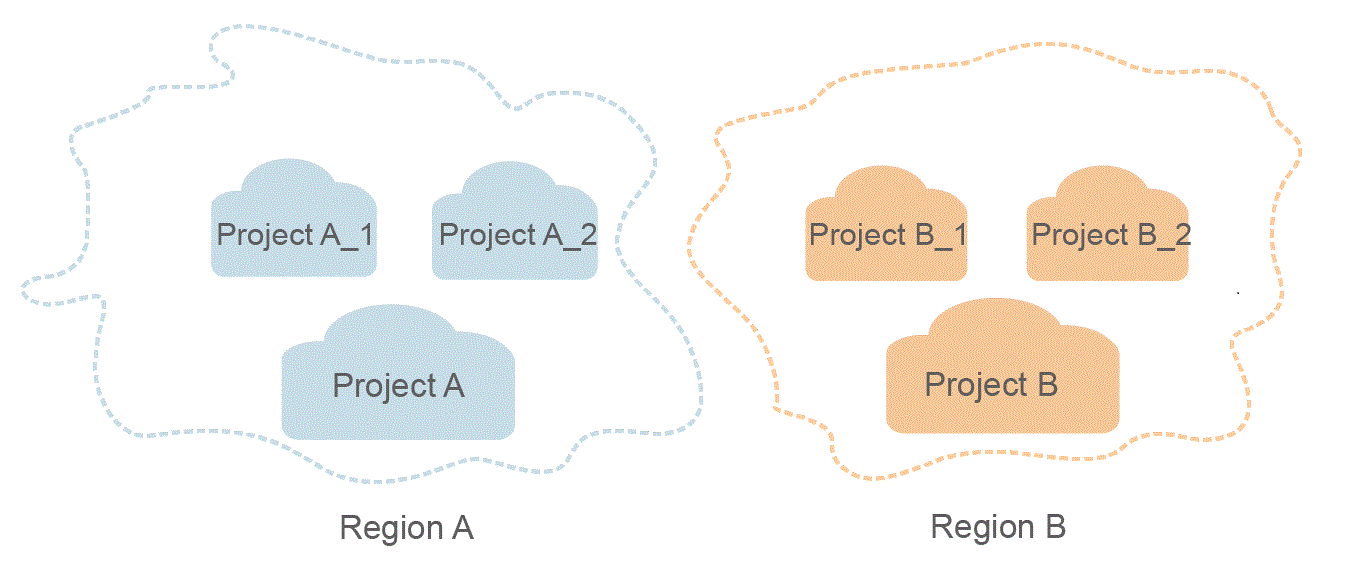 Project A_1
Project A_2
Project A
Region A
Project B_1
Project B_2
Project B
Region B